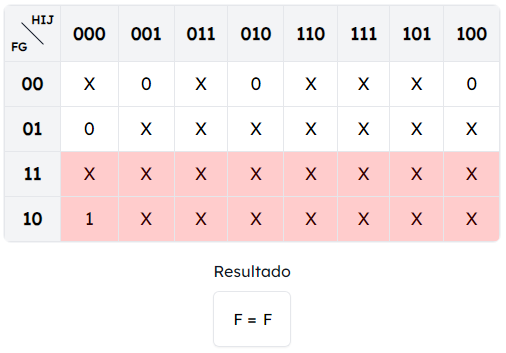 HIJ
FG
000 001 011 010 110 111 101 100
00 X 0 X 0 X X X 0
01 0 X X X X X X X
11 X X X X X X X X
10 1 X X X X X X X
Resultado
F = F